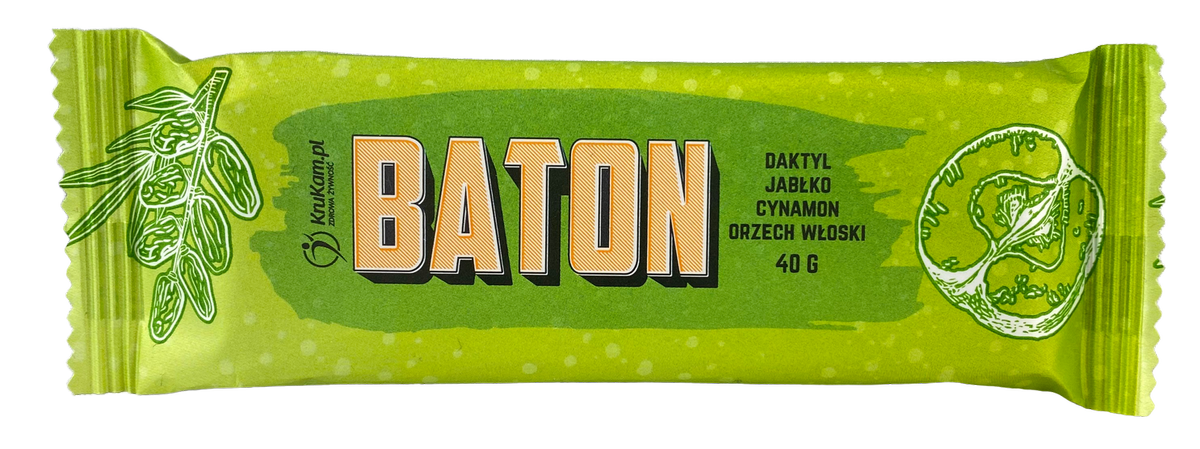 KruKam.pl
ZDROWA ŻYWNOŚĆ
BATON
DAKTYL
JABŁKO
CYNAMON
ORZECH WŁOSKI
40 G